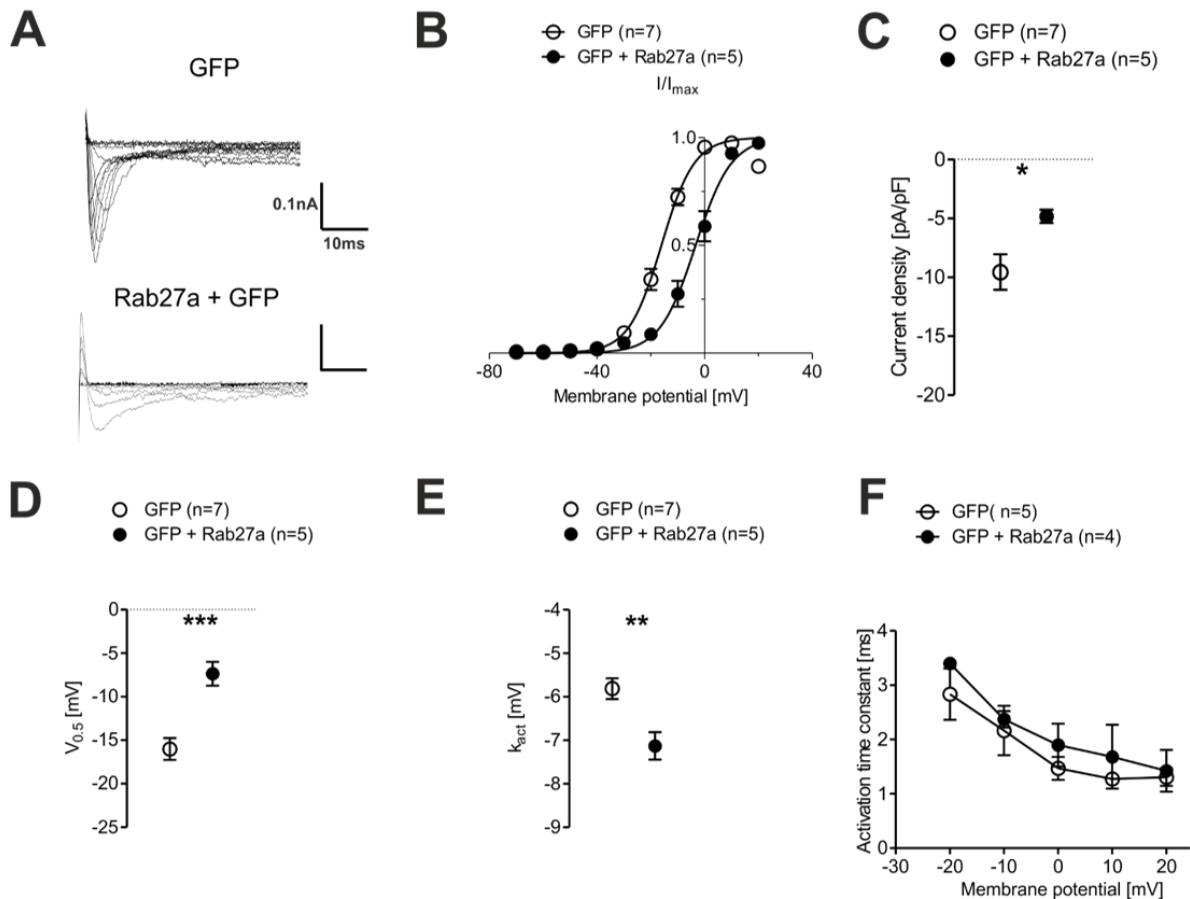 A
GFP
0.1nA
10ms
Rab27a + GFP
B
GFP (n=7)
GFP + Rab27a (n=5)
I/Imax
1.0
0.5
-80
-40
0
40
Membrane potential [mV]
C
GFP (n=7)
GFP + Rab27a (n=5)
*
0
-5
-10
-15
-20
Current density [pA/pF]
D
GFP (n=7)
GFP + Rab27a (n=5)
***
0
-5
-10
-15
-20
-25
V0.5 [mV]
E
GFP (n=7)
GFP + Rab27a (n=5)
**
-4
-5
-6
-7
-8
-9
kact [mV]
F
GFP( n=5)
GFP + Rab27a (n=4)
4
3
2
1
0
Activation time constant [ms]
-30
-20
-10
0
10
20
Membrane potential [mV]